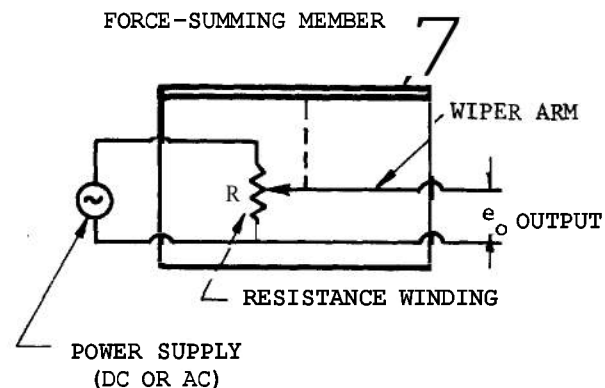 FORCE-SUMMING MEMBER
WIPER ARM
R
e
o OUTPUT
RESISTANCE WINDING
POWER SUPPLY
(DC OR AC)